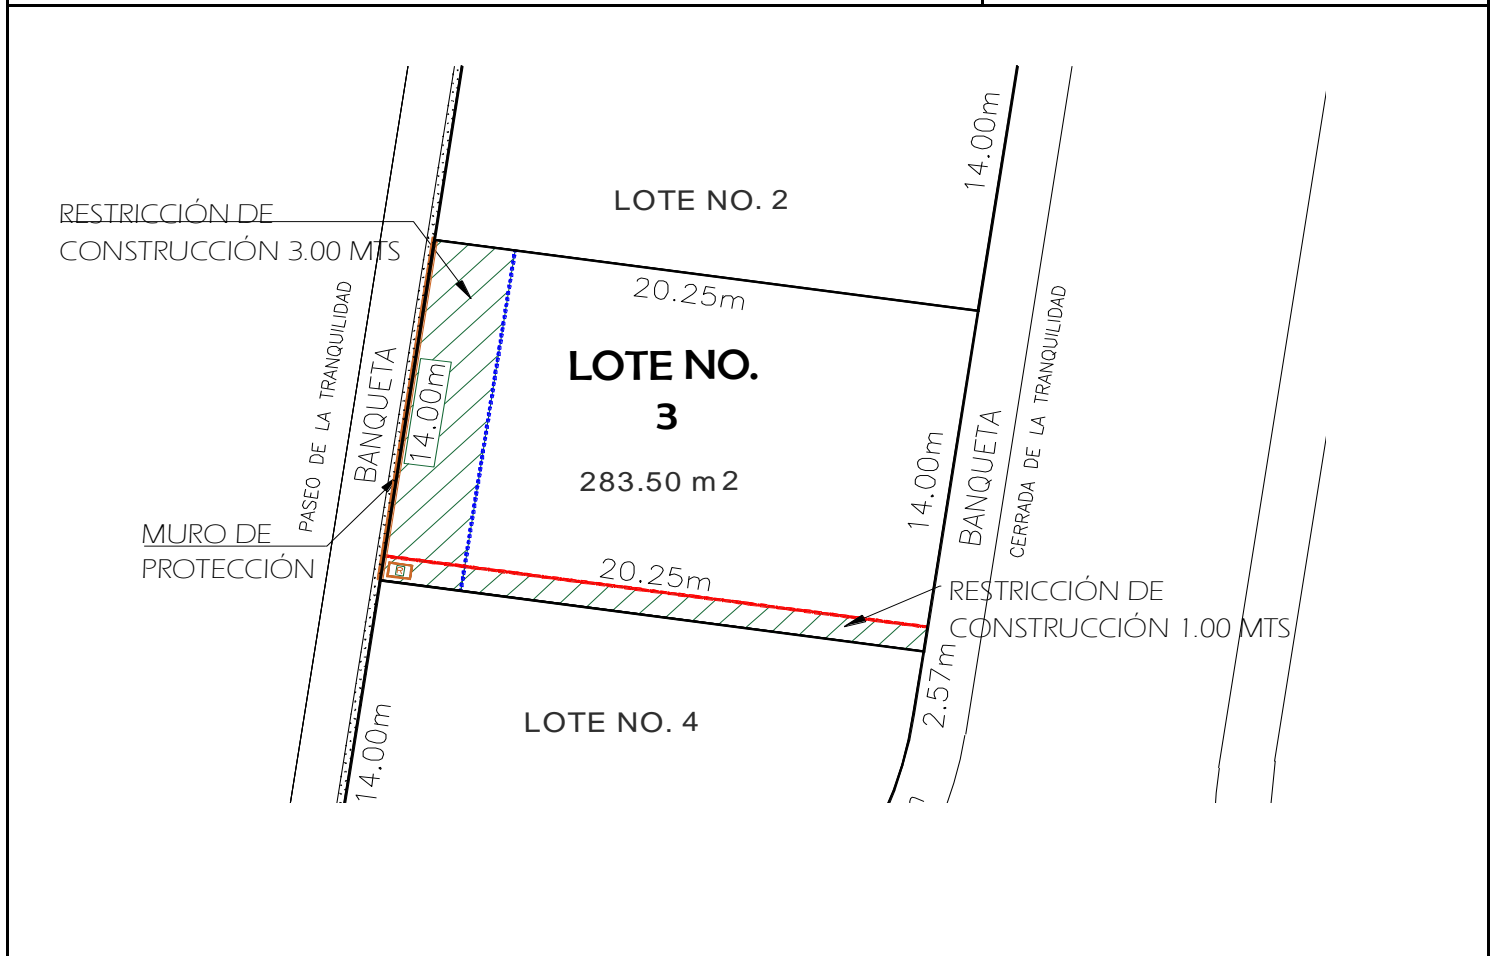 14.00m
LOTE NO. 2
RESTRICCIÓN DE
CONSTRUCCIÓN 3.00 MTS
20.25m
PASEO DE LA TRANQUILIDAD
BANQUETA
14.00m
LOTE NO.
3
283.50 m2
14.00m
BANQUETA
CERRADA DE LA TRANQUILIDAD
MURO DE
PROTECCIÓN
20.25m
RESTRICCIÓN DE
CONSTRUCCIÓN 1.00 MTS
2.57m
LOTE NO. 4
14.00m